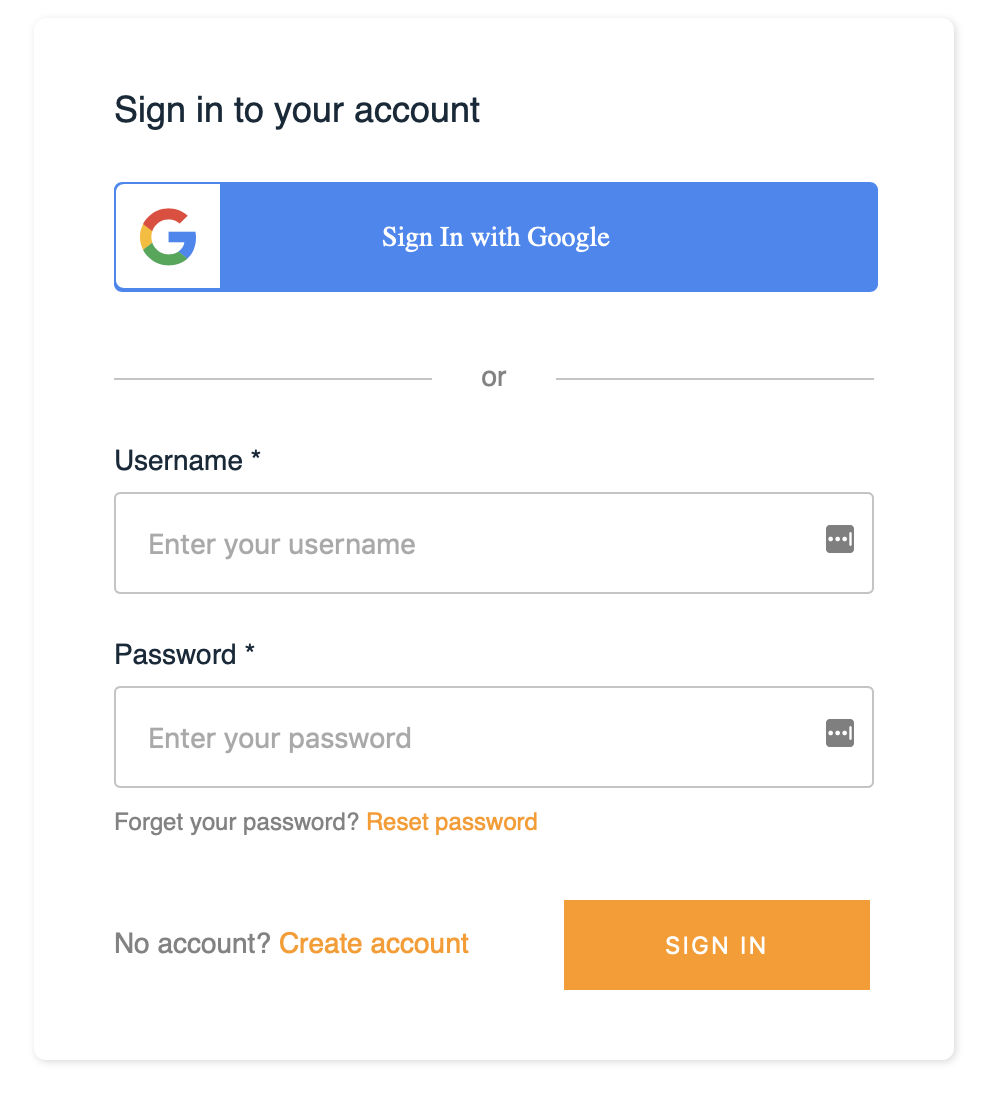 Sign in to your account
Sign In with Google
or
Username *
Enter your username
Password *
Enter your password
Forget your password? Reset password
No account? Create account
SIGN IN